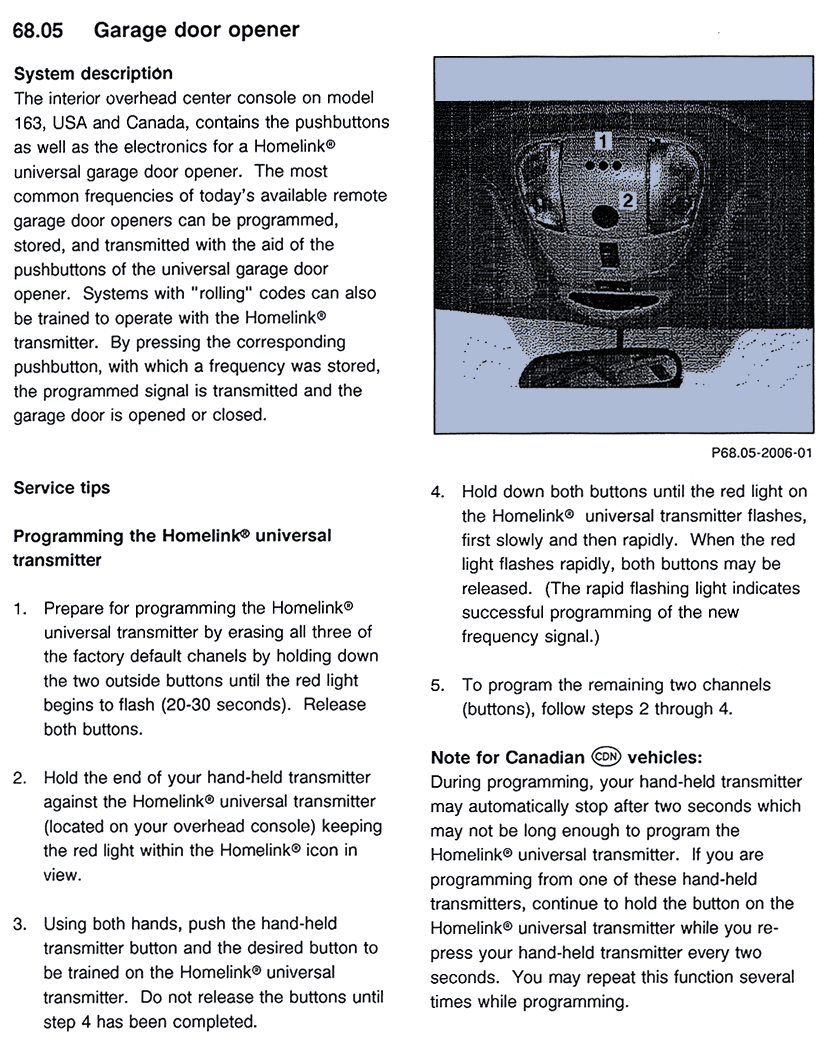 68.05 Garage door opener
System description
The interior overhead center console on model
163, USA and Canada, contains the pushbuttons
as well as the electronics for a Homelink®
universal garage door opener. The most
common frequencies of today's available remote
garage door openers can be programmed,
stored, and transmitted with the aid of the
pushbuttons of the universal garage door
opener. Systems with "rolling" codes can also
be trained to operate with the Homelink®
transmitter. By pressing the corresponding
pushbutton, with which a frequency was stored,
the programmed signal is transmitted and the
garage door is opened or closed.
1
2
P68.05-2006-01
Service tips
Programming the Homelink® universal
transmitter
1. Prepare for programming the Homelink®
universal transmitter by erasing all three of
the factory default chanels by holding down
the two outside buttons until the red light
begins to flash (20-30 seconds). Release
both buttons.
2. Hold the end of your hand-held transmitter
against the Homelink® universal transmitter
(located on your overhead console) keeping
the red light within the Homelink® icon in
view.
3. Using both hands, push the hand-held
transmitter button and the desired button to
be trained on the Homelink® universal
transmitter. Do not release the buttons until
step 4 has been completed.
4. Hold down both buttons until the red light on
the Homelink® universal transmitter flashes,
first slowly and then rapidly. When the red
light flashes rapidly, both buttons may be
released. (The rapid flashing light indicates
successful programming of the new
frequency signal.)
5. To program the remaining two channels
(buttons), follow steps 2 through 4.
Note for Canadian CDN vehicles:
During programming, your hand-held transmitter
may automatically stop after two seconds which
may not be long enough to program the
Homelink® universal transmitter. If you are
programming from one of these hand-held
transmitters, continue to hold the button on the
Homelink® universal transmitter while you re-
press your hand-held transmitter every two
seconds. You may repeat this function several
times while programming.